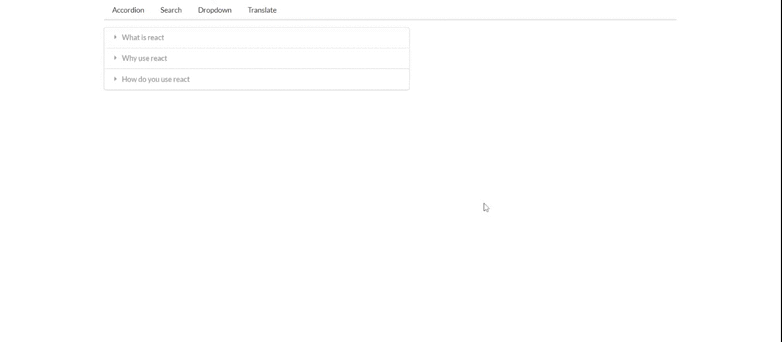 Accordion Search Dropdown Translate
What is react
Why use react
How do you use react